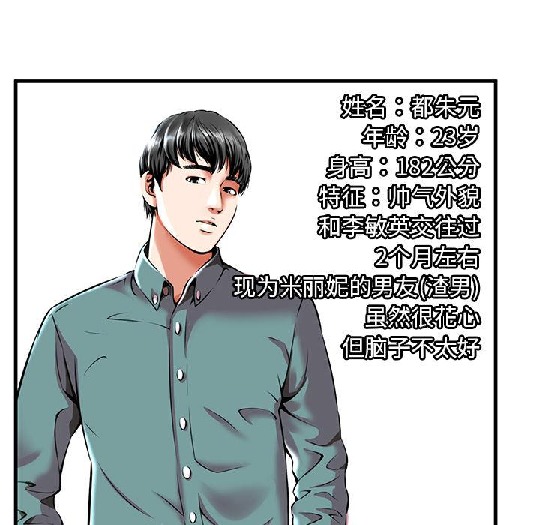 姓名：都朱元
年龄：23岁
身高：182公分
特征：帅气外貌
和李敏英交往过
2个月左右
现为米丽妮的男友(渣男)
虽然很花心
但脑子不太好